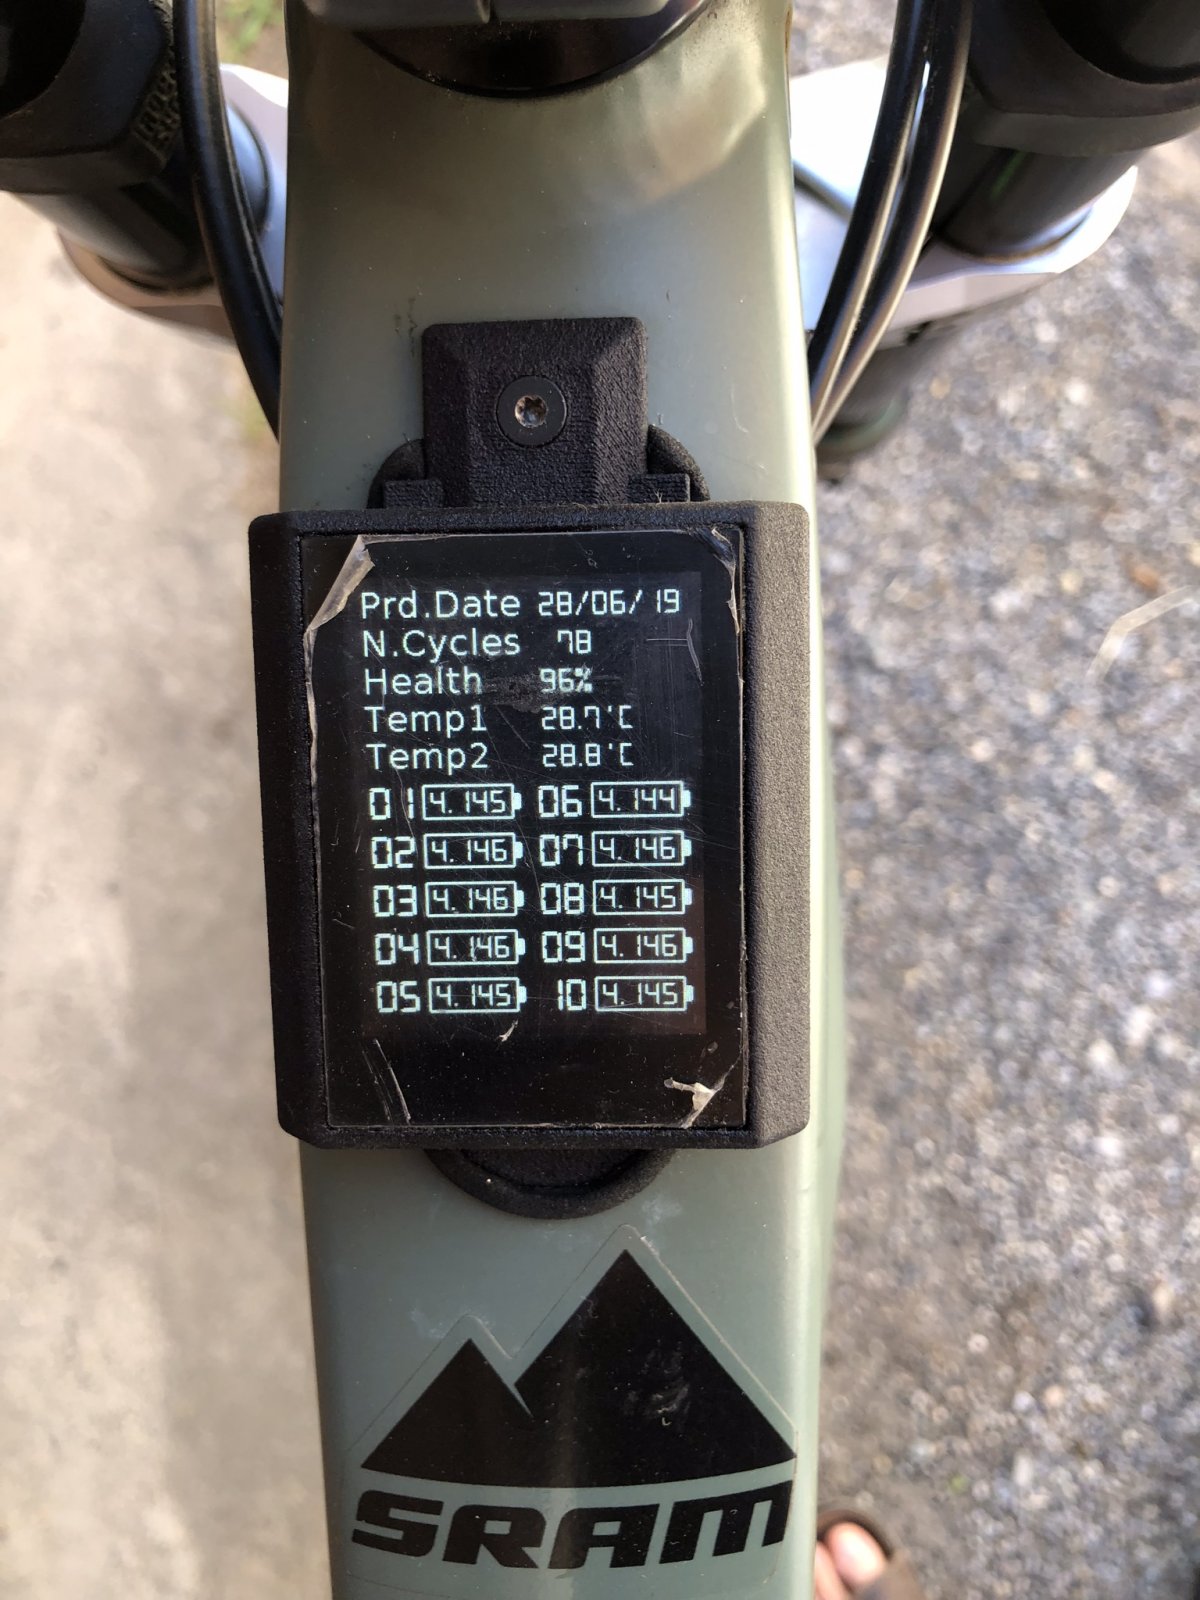 Prd.Date 28/06/19
N.Cycles 78
Health 96%
Temp1 28.7'C
Temp2 28.8'C
01 4.145 06 4.144
02 4.146 07 4.146
03 4.146 08 4.145
04 4.146 09 4.146
05 4.145 10 4.145
SRAM